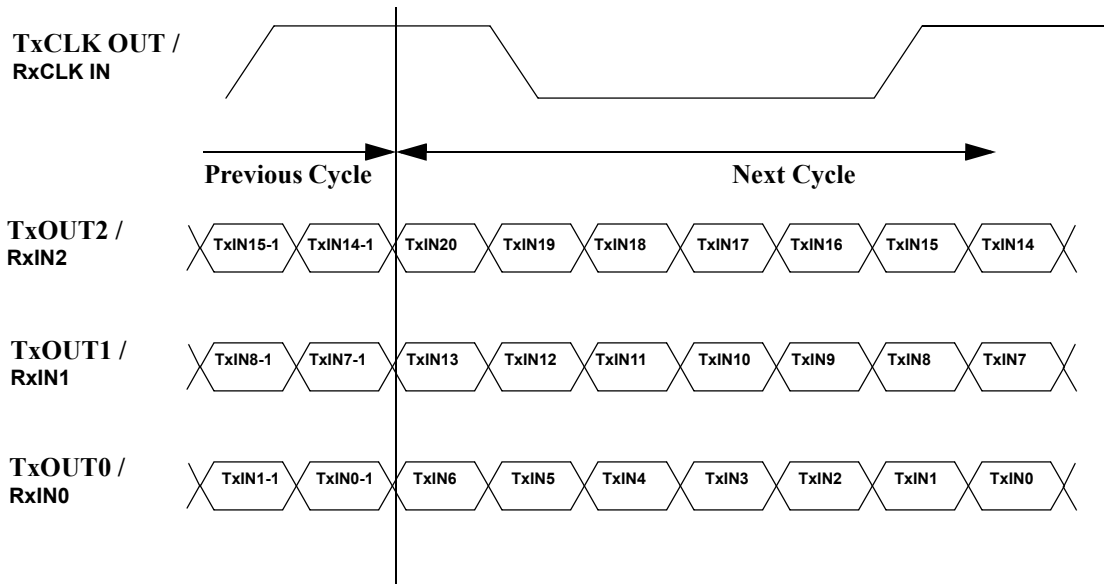 TxCLK OUT /
RxCLK IN
Previous Cycle
Next Cycle
TxOUT2 /
RxIN2
TxIN15-1 TxIN14-1 TxIN20 TxIN19 TxIN18 TxIN17 TxIN16 TxIN15 TxIN14
TxOUT1 /
RxIN1
TxIN8-1 TxIN7-1 TxIN13 TxIN12 TxIN11 TxIN10 TxIN9 TxIN8 TxIN7
TxOUT0 /
RxIN0
TxIN1-1 TxIN0-1 TxIN6 TxIN5 TxIN4 TxIN3 TxIN2 TxIN1 TxIN0